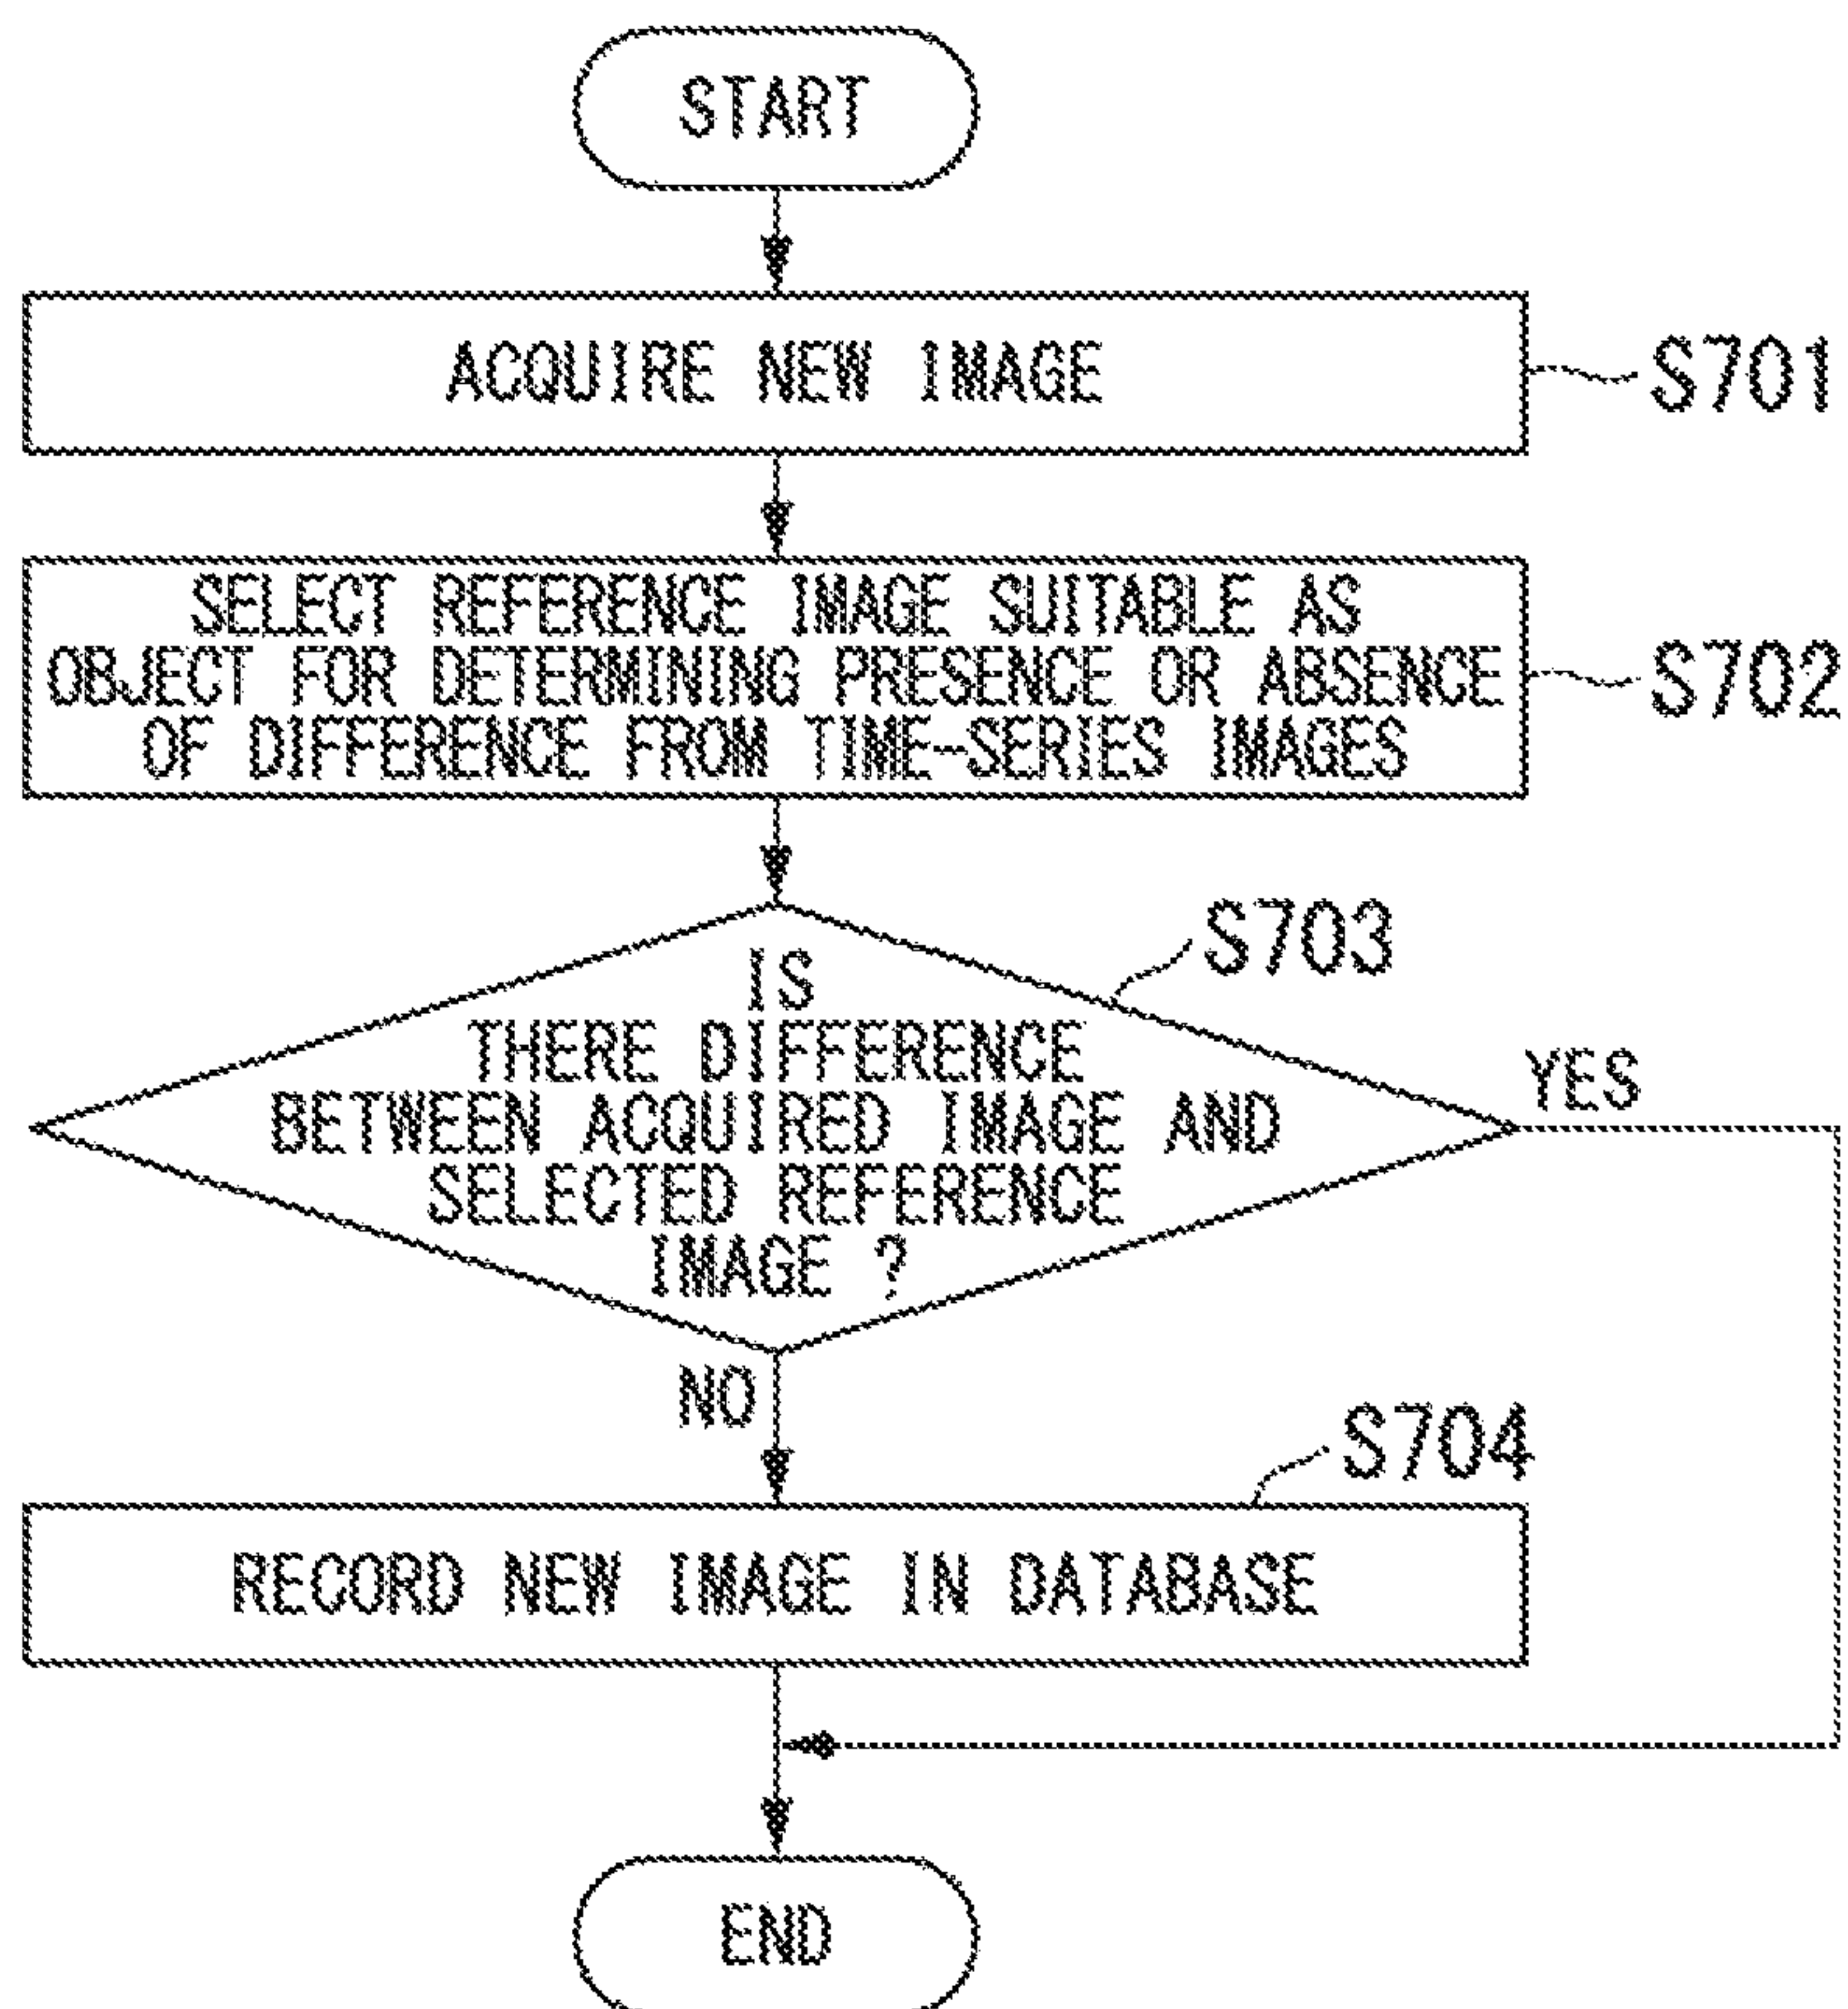 START
ACQUIRE NEW IMAGE
S701
SELECT REFERENCE IMAGE SUITABLE AS
OBJECT FOR DETERMINING PRESENCE OR ABSENCE
OF DIFFERENCE FROM TIME-SERIES IMAGES
S702
S703
IS
THERE DIFFERENCE
BETWEEN ACQUIRED IMAGE AND
SELECTED REFERENCE
IMAGE ?
YES
NO
S704
RECORD NEW IMAGE IN DATABASE
END